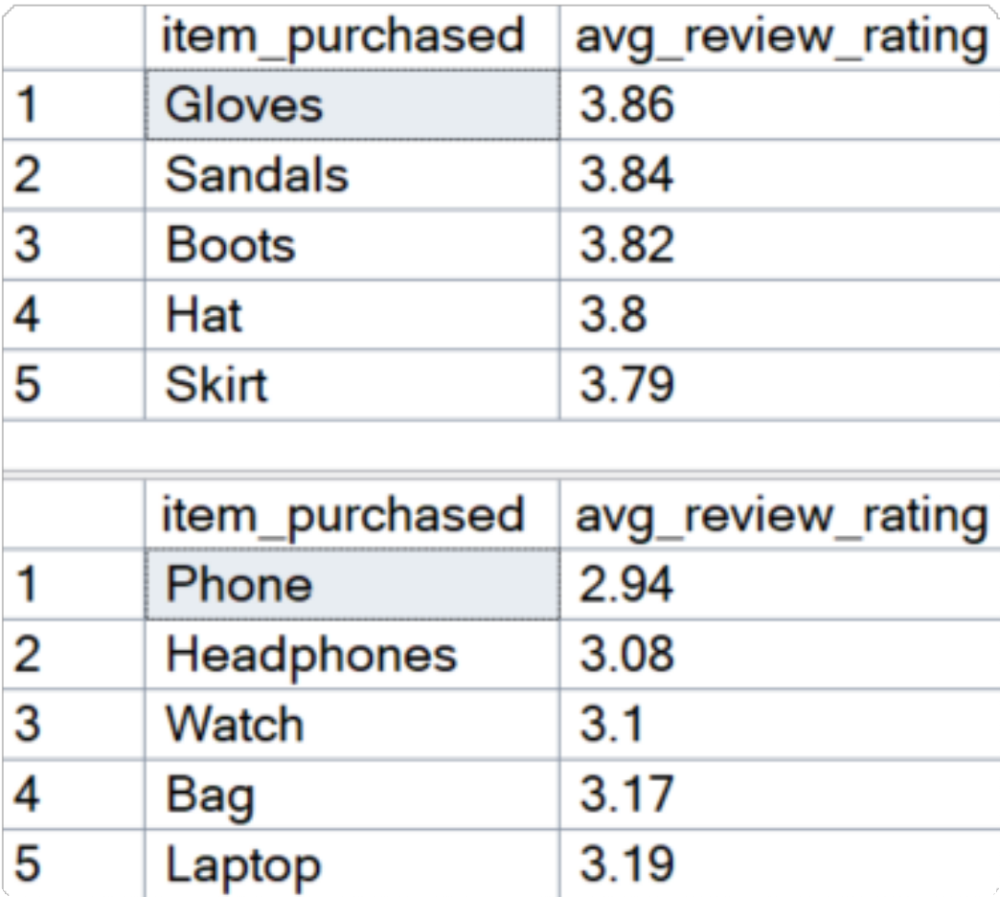 item_purchased avg_review_rating
1 Gloves 3.86
2 Sandals 3.84
3 Boots 3.82
4 Hat 3.8
5 Skirt 3.79
item_purchased avg_review_rating
1 Phone 2.94
2 Headphones 3.08
3 Watch 3.1
4 Bag 3.17
5 Laptop 3.19